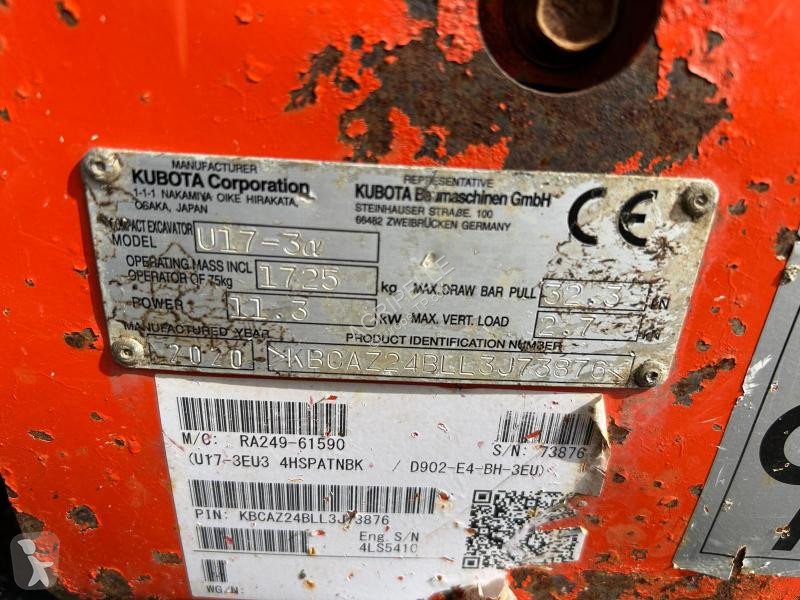 MANUFACTURER
KUBOTA Corporation
1-1-1 NAKAMIYA OIKE HIRAKATA,
OSAKA, JAPAN
REPRESENTATIVE
KUBOTA Baumaschinen GmbH
STEINHAUSER STRAßE 100
66482 ZWEIBRÜCKEN GERMANY
CE
COMPACT EXCAVATOR
MODEL U17-3α
OPERATING MASS INCL
OPERATOR OF 75kg 1725 kg
MAX. DRAW BAR PULL 32.3 kN
POWER 11.3 kW
MAX. VERT. LOAD 2.7 kN
MANUFACTURED YEAR 2020
PRODUCT IDENTIFICATION NUMBER
>KBCAZ24BLL3J73876<
AGRIPELLE
M/C: RA249-61590
S/N: 73876
(U17-3EU3 4HSPATNBK / D902-E4-BH-3EU)
PIN: KBCAZ24BLL3J73876
Eng. S/N
4LS5410